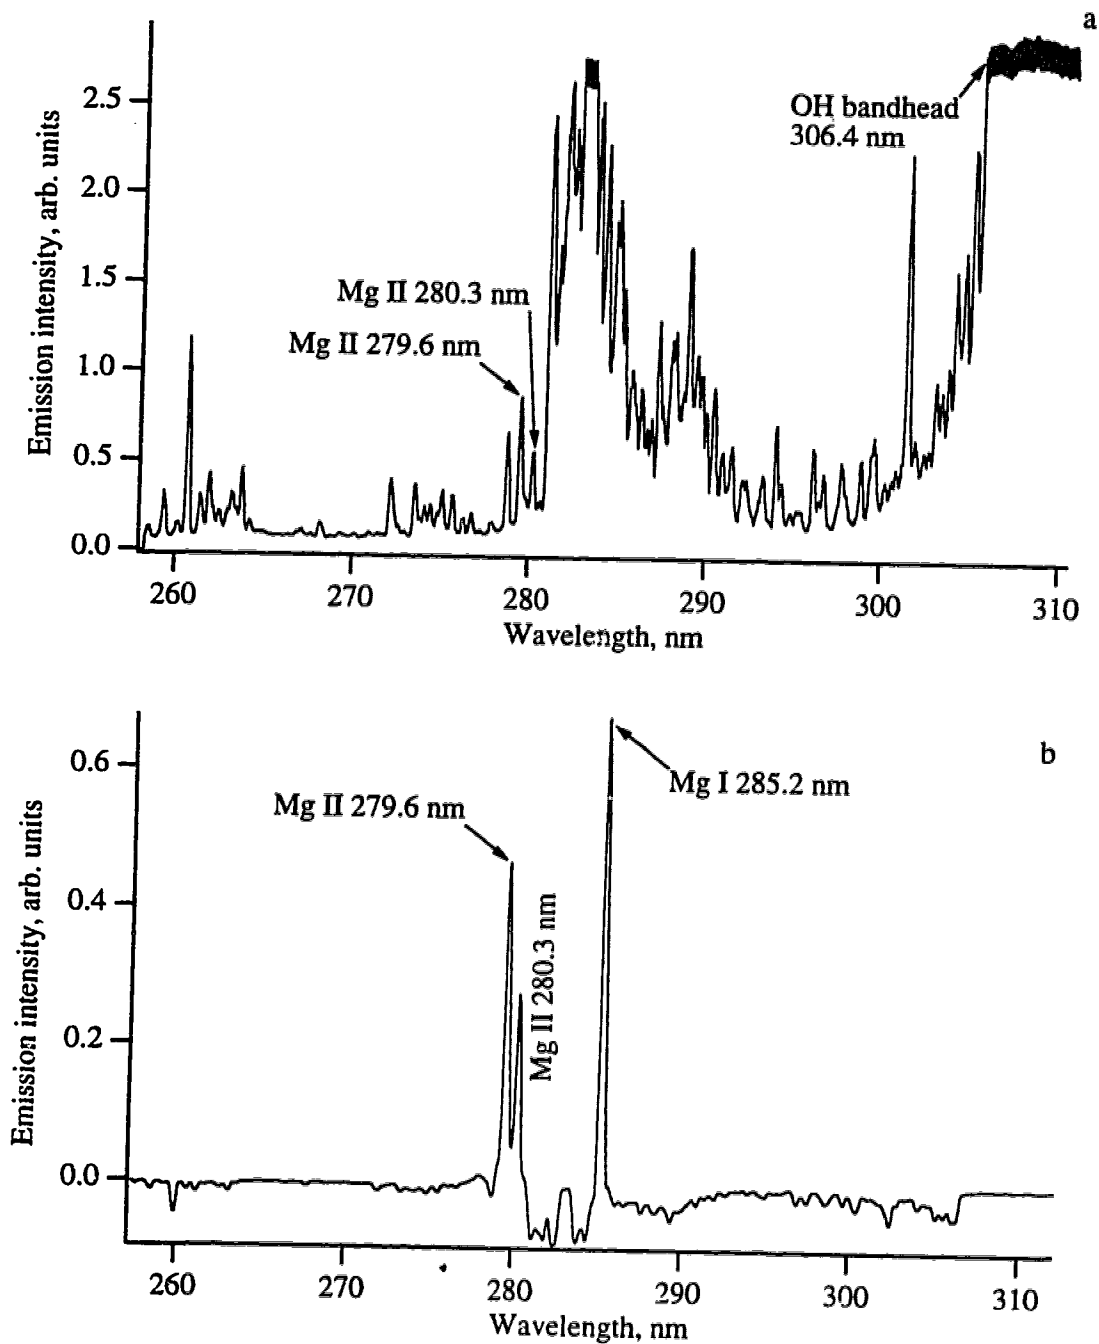 a
Emission intensity, arb. units
2.5
2.0
1.5
1.0
0.5
0.0
OH bandhead
306.4 nm
Mg II 280.3 nm
Mg II 279.6 nm
260
270
280
290
300
310
Wavelength, nm
b
Emission intensity, arb. units
0.6
0.4
0.2
0.0
Mg I 285.2 nm
Mg II 279.6 nm
Mg II 280.3 nm
260
270
280
290
300
310
Wavelength, nm